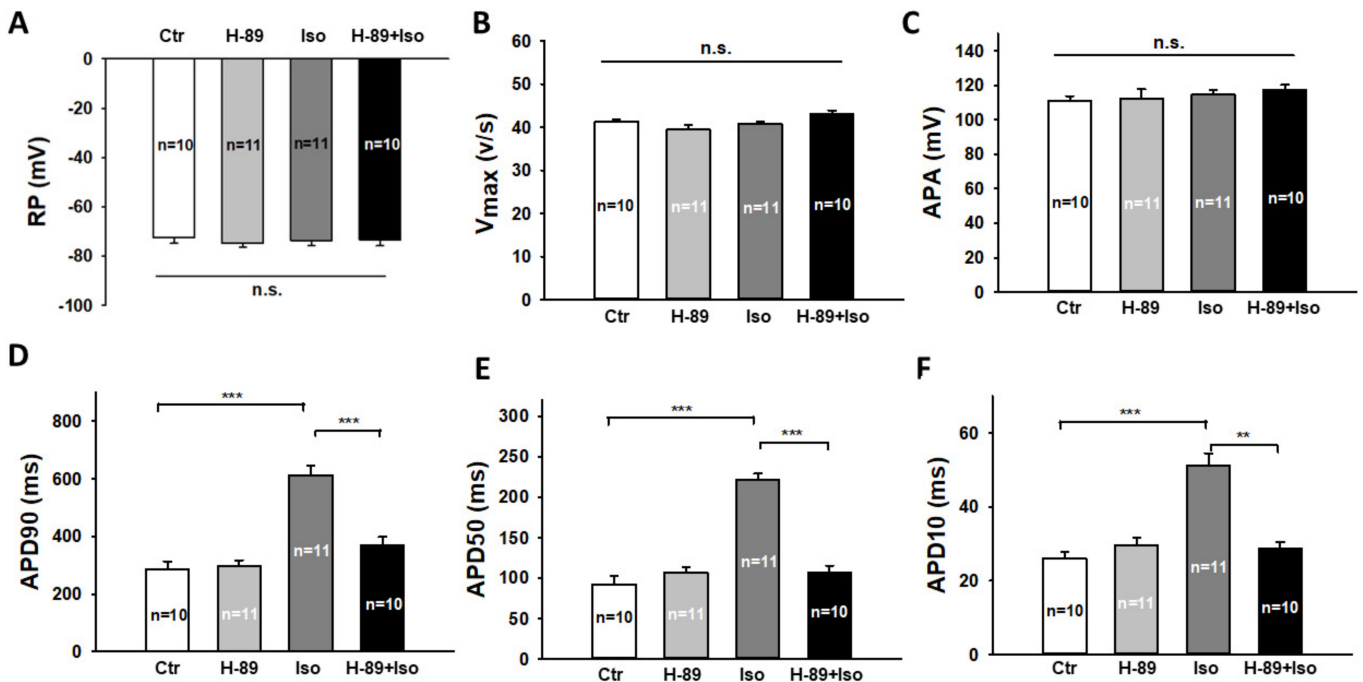 A
Ctr H-89 Iso H-89+Iso
RP (mV)
0
-20
-40
-60
-80
-100
n=10 n=11 n=11 n=10
n.s.
B
Vmax (v/s)
60
50
40
30
20
10
0
n.s.
n=10 n=11 n=11 n=10
Ctr H-89 Iso H-89+Iso
C
APA (mV)
140
120
100
80
60
40
20
0
n.s.
n=10 n=11 n=11 n=10
Ctr H-89 Iso H-89+Iso
D
APD90 (ms)
800
600
400
200
0
***
***
n=10 n=11 n=11 n=10
Ctr H-89 Iso H-89+Iso
E
APD50 (ms)
300
250
200
150
100
50
0
***
***
n=10 n=11 n=11 n=10
Ctr H-89 Iso H-89+Iso
F
APD10 (ms)
60
40
20
0
***
**
n=10 n=11 n=11 n=10
Ctr H-89 Iso H-89+Iso